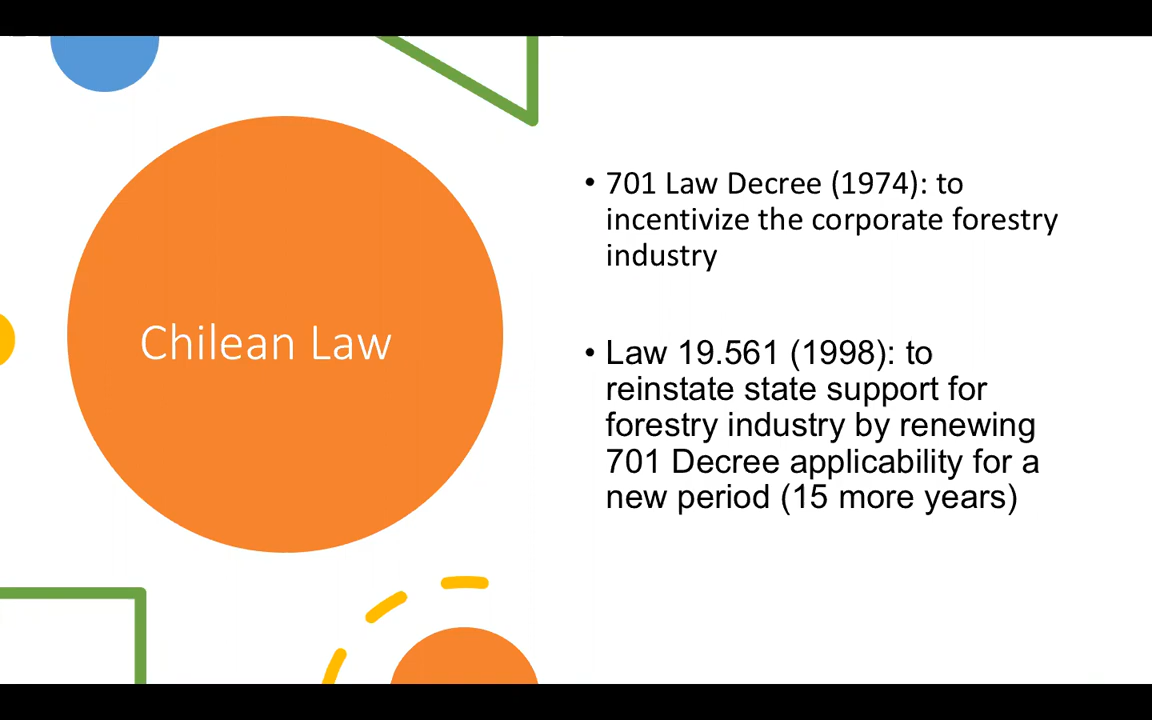 Chilean Law
• 701 Law Decree (1974): to
incentivize the corporate forestry
industry
• Law 19.561 (1998): to
reinstate state support for
forestry industry by renewing
701 Decree applicability for a
new period (15 more years)